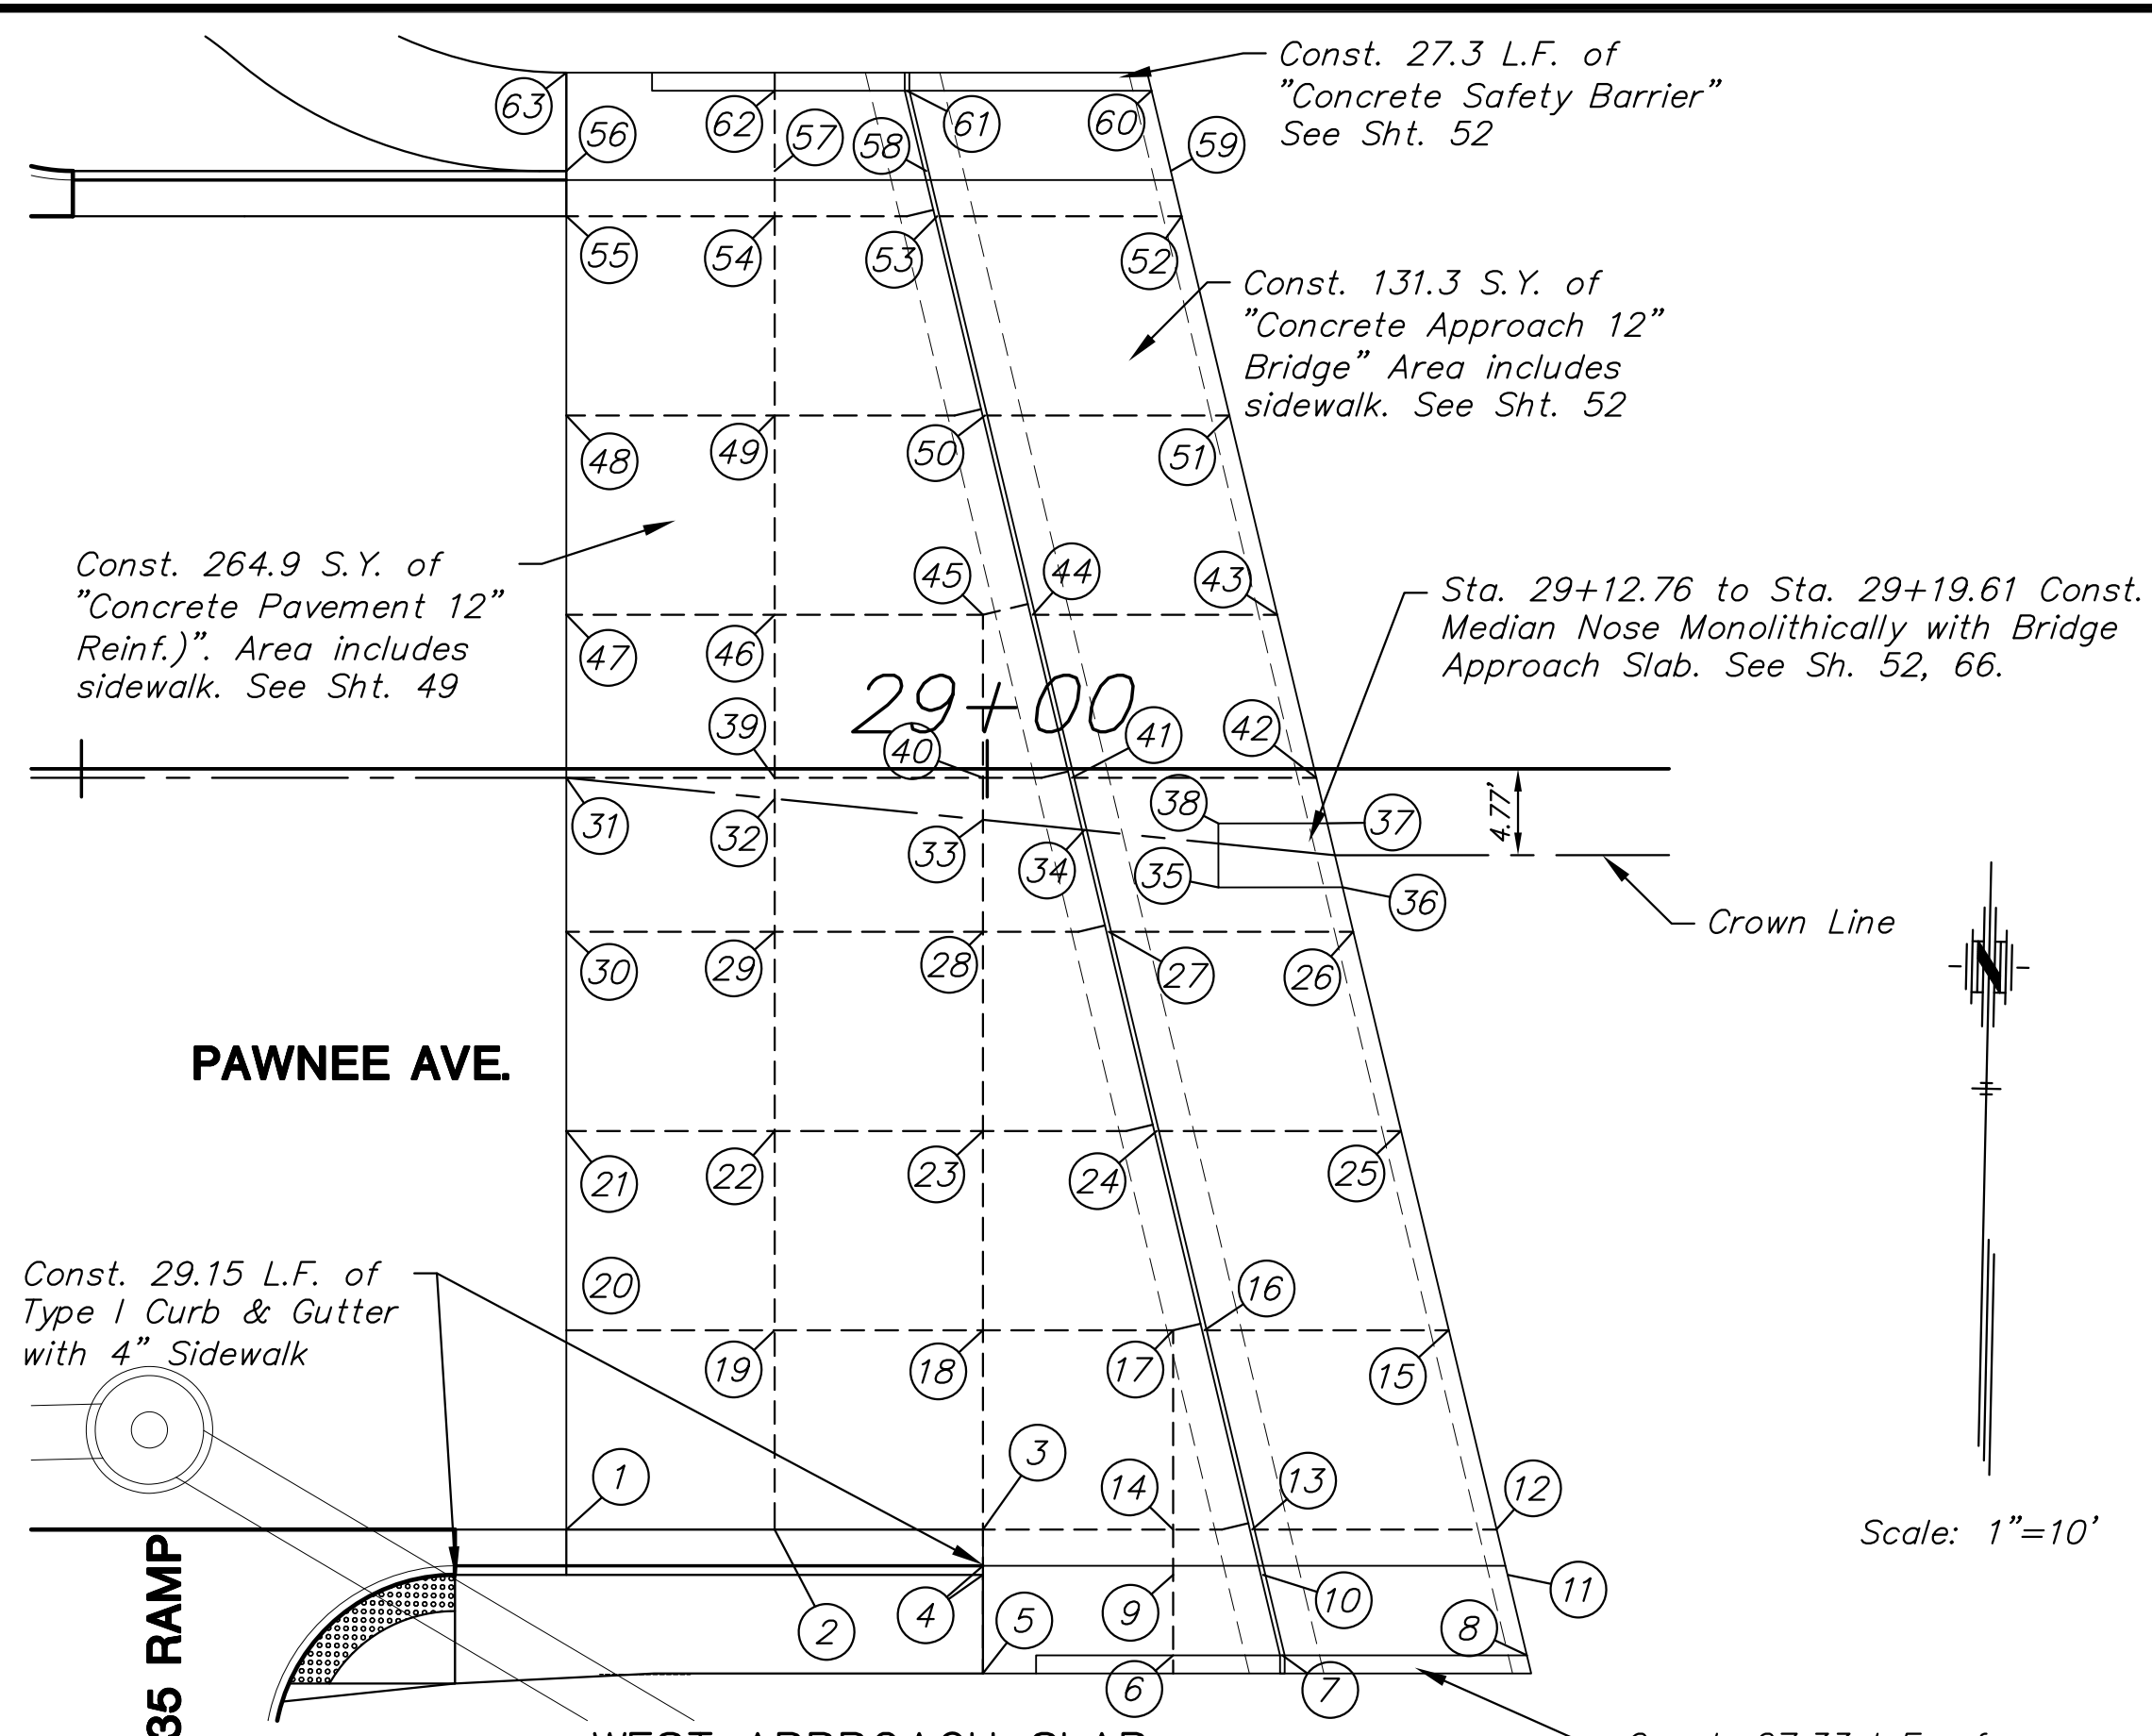 Const. 27.3 L.F. of
"Concrete Safety Barrier"
See Sht. 52
63
56
62
57
58
61
60
59
55
54
53
52
Const. 131.3 S.Y. of
"Concrete Approach 12"
Bridge" Area includes
sidewalk. See Sht. 52
48
49
50
51
Const. 264.9 S.Y. of
"Concrete Pavement 12"
Reinf.)". Area includes
sidewalk. See Sht. 49
45
44
43
Sta. 29+12.76 to Sta. 29+19.61 Const.
Median Nose Monolithically with Bridge
Approach Slab. See Sh. 52, 66.
47
46
29+00
39
40
41
42
31
32
33
34
38
35
37
36
4.77'
Crown Line
30
29
28
27
26
N
PAWNEE AVE.
21
22
23
24
25
Const. 29.15 L.F. of
Type I Curb & Gutter
with 4" Sidewalk
20
19
18
17
16
15
1
3
14
13
12
Scale: 1"=10'
35 RAMP
2
4
5
9
10
8
11
6
7
WEST APPROACH SLAB